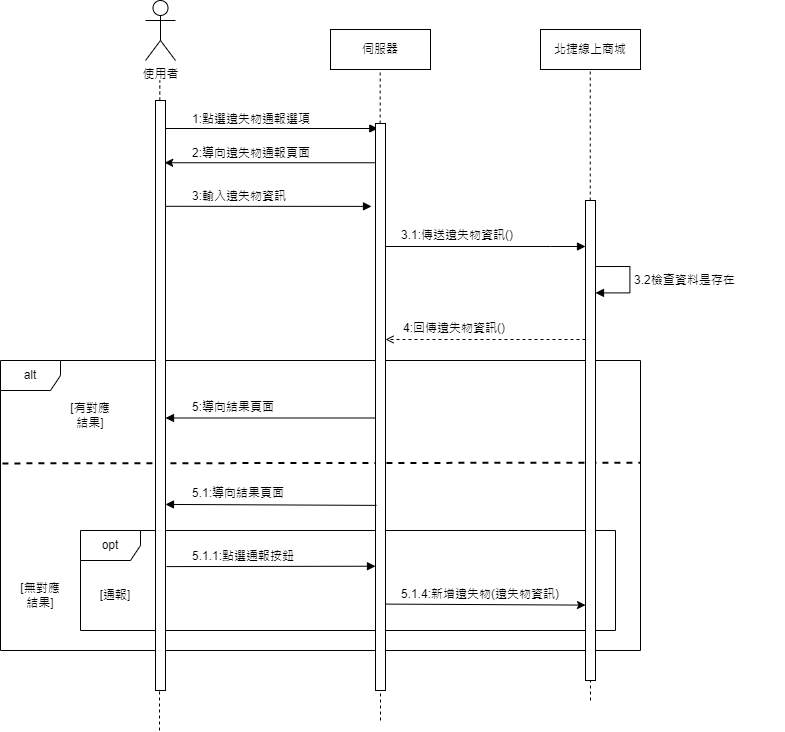 使用者
伺服器
北捷線上商城
1:點選遺失物通報選項
2:導向遺失物通報頁面
3:輸入遺失物資訊
3.1:傳送遺失物資訊()
3.2檢查資料是存在
4:回傳遺失物資訊()
alt
[有對應
結果]
5:導向結果頁面
5.1:導向結果頁面
opt
5.1.1:點選通報按鈕
[無對應
結果]
[通報]
5.1.4:新增遺失物(遺失物資訊)